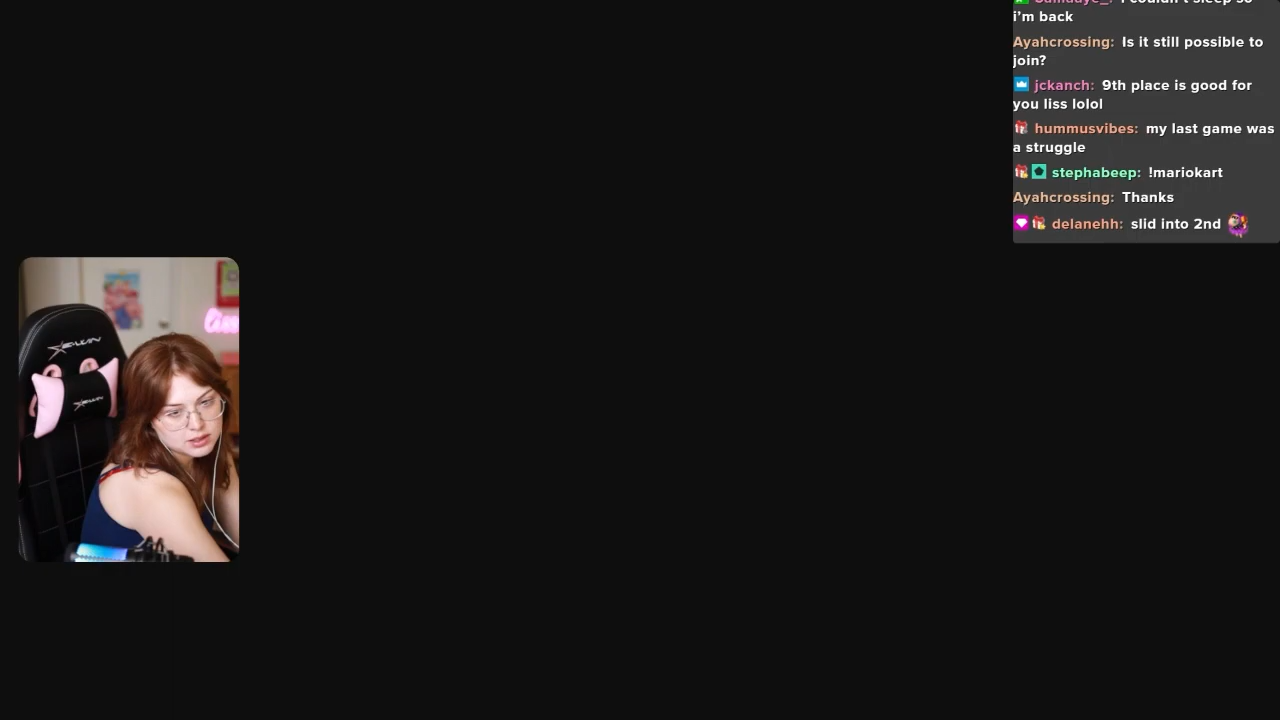 i'm back
Ayahcrossing: Is it still possible to
join?
jckanch: 9th place is good for
you liss lolol
hummusvibes: my last game was
a struggle
stephabeep: !mariokart
Ayahcrossing: Thanks
delanehh: slid into 2nd
liss